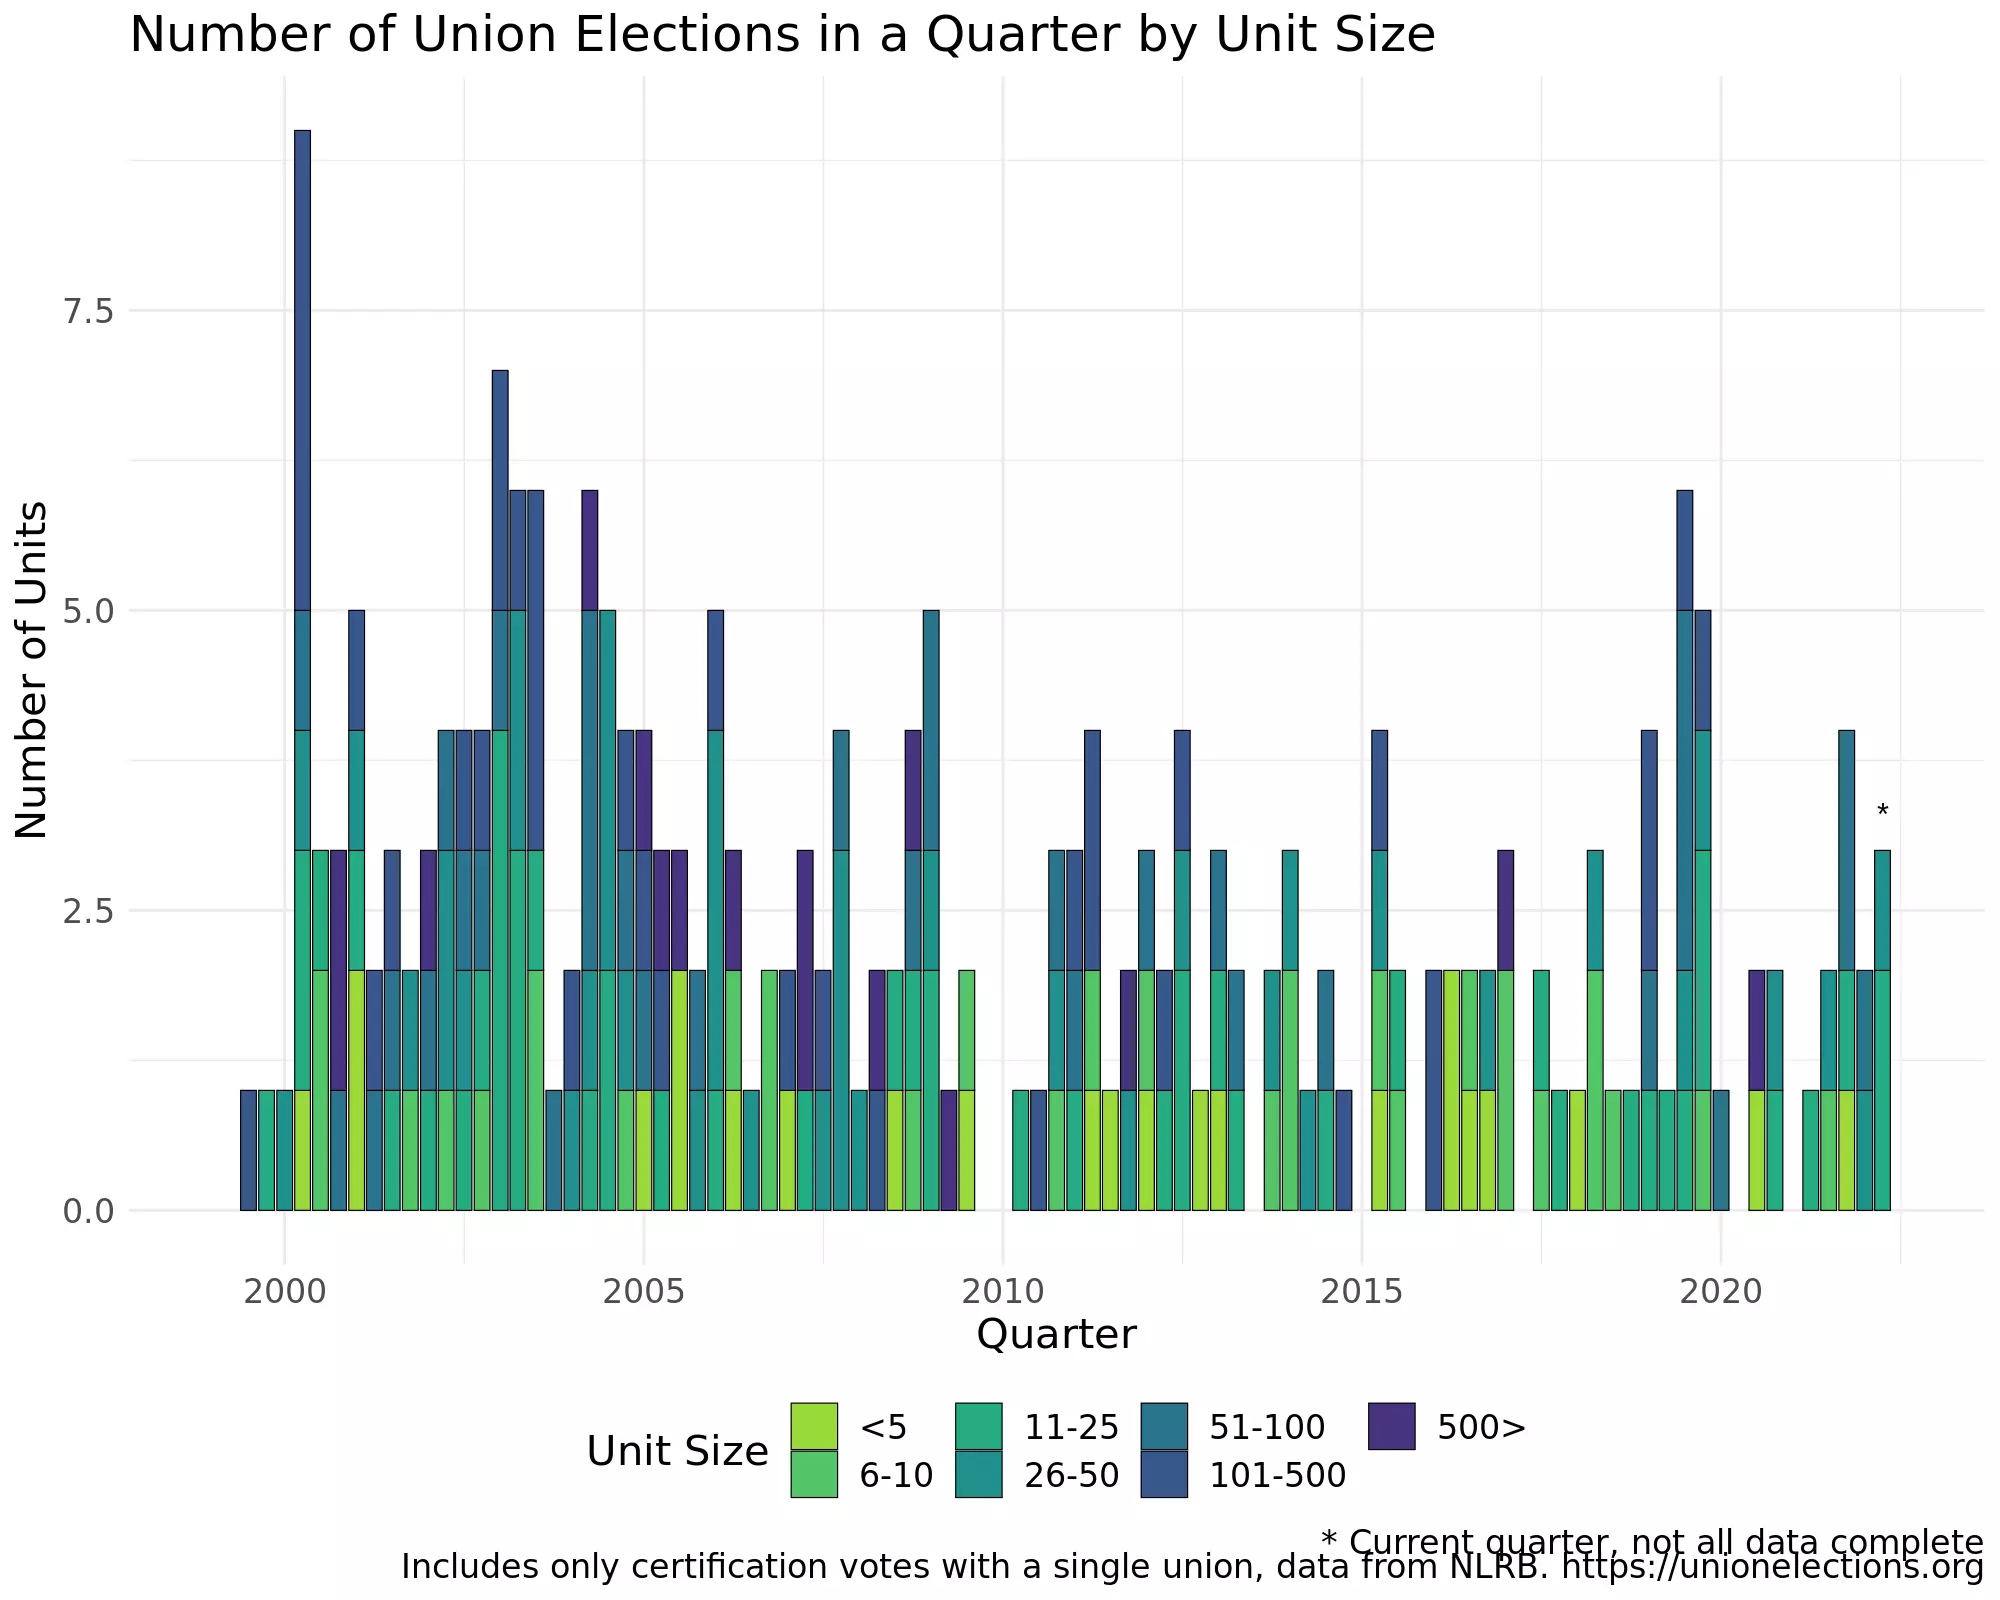 Number of Union Elections in a Quarter by Unit Size
Number of Units
7.5
5.0
2.5
0.0
*
2000 2005 2010 2015 2020
Quarter
Unit Size
<5 11-25 51-100 500>
6-10 26-50 101-500
* Current quarter, not all data complete
Includes only certification votes with a single union, data from NLRB. https://unionelections.org